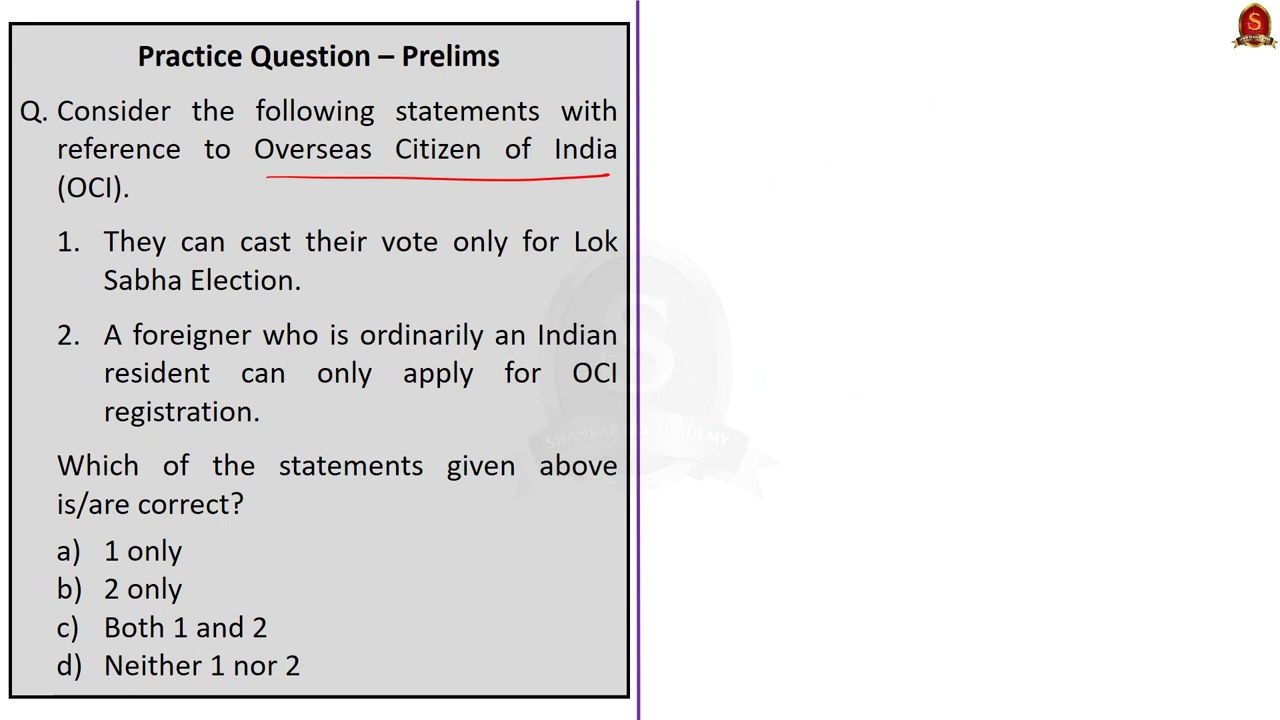 Practice Question – Prelims
Q. Consider the following statements with
reference to Overseas Citizen of India
(OCI).
1. They can cast their vote only for Lok
Sabha Election.
2. A foreigner who is ordinarily an Indian
resident can only apply for OCI
registration.
Which of the statements given above
is/are correct?
a) 1 only
b) 2 only
c) Both 1 and 2
d) Neither 1 nor 2
S
S
SHANKAR IAS ACADEMY